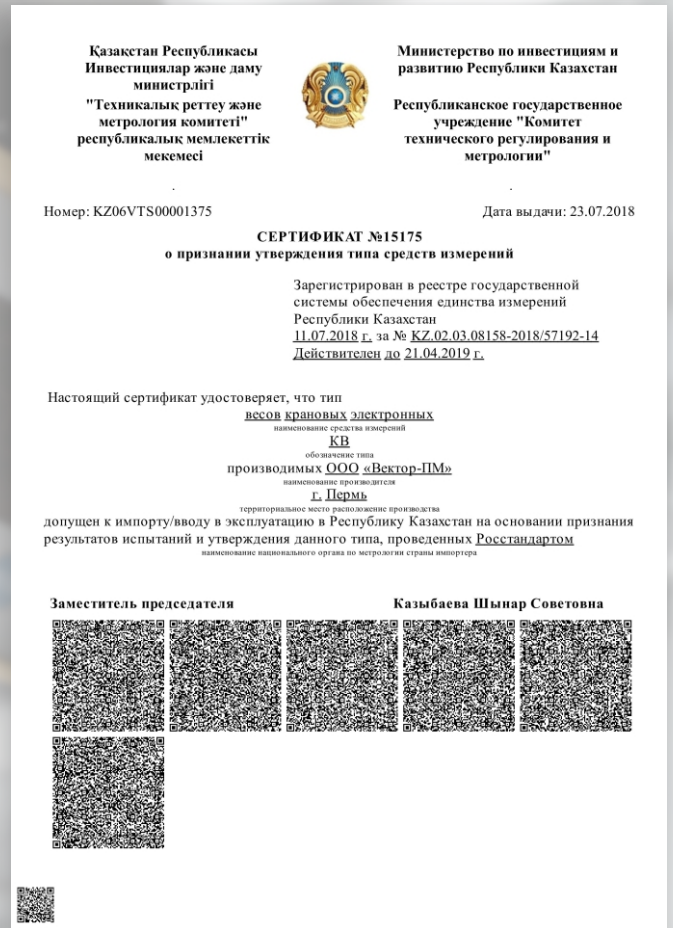 Қазақстан Республикасы
Инвестициялар және даму
министрлігі
"Техникалық реттеу және
метрология комитеті"
республикалық мемлекеттік
мекемесі
.
Министерство по инвестициям и
развитию Республики Казахстан
Республиканское государственное
учреждение "Комитет
технического регулирования и
метрологии"
.
Номер: KZ06VTS00001375
Дата выдачи: 23.07.2018
СЕРТИФИКАТ №15175
о признании утверждения типа средств измерений
Зарегистрирован в реестре государственной
системы обеспечения единства измерений
Республики Казахстан
11.07.2018 г. за № KZ.02.03.08158-2018/57192-14
Действителен до 21.04.2019 г.
Настоящий сертификат удостоверяет, что тип
весов крановых электронных
наименование средства измерений
КВ
обозначение типа
производимых ООО «Вектор-ПМ»
наименование производителя
г. Пермь
территориальное место расположение производства
допущен к импорту/вводу в эксплуатацию в Республику Казахстан на основании признания
результатов испытаний и утверждения данного типа, проведенных Росстандартом
наименование национального органа по метрологии страны импортера
Заместитель председателя
Казыбаева Шынар Советовна